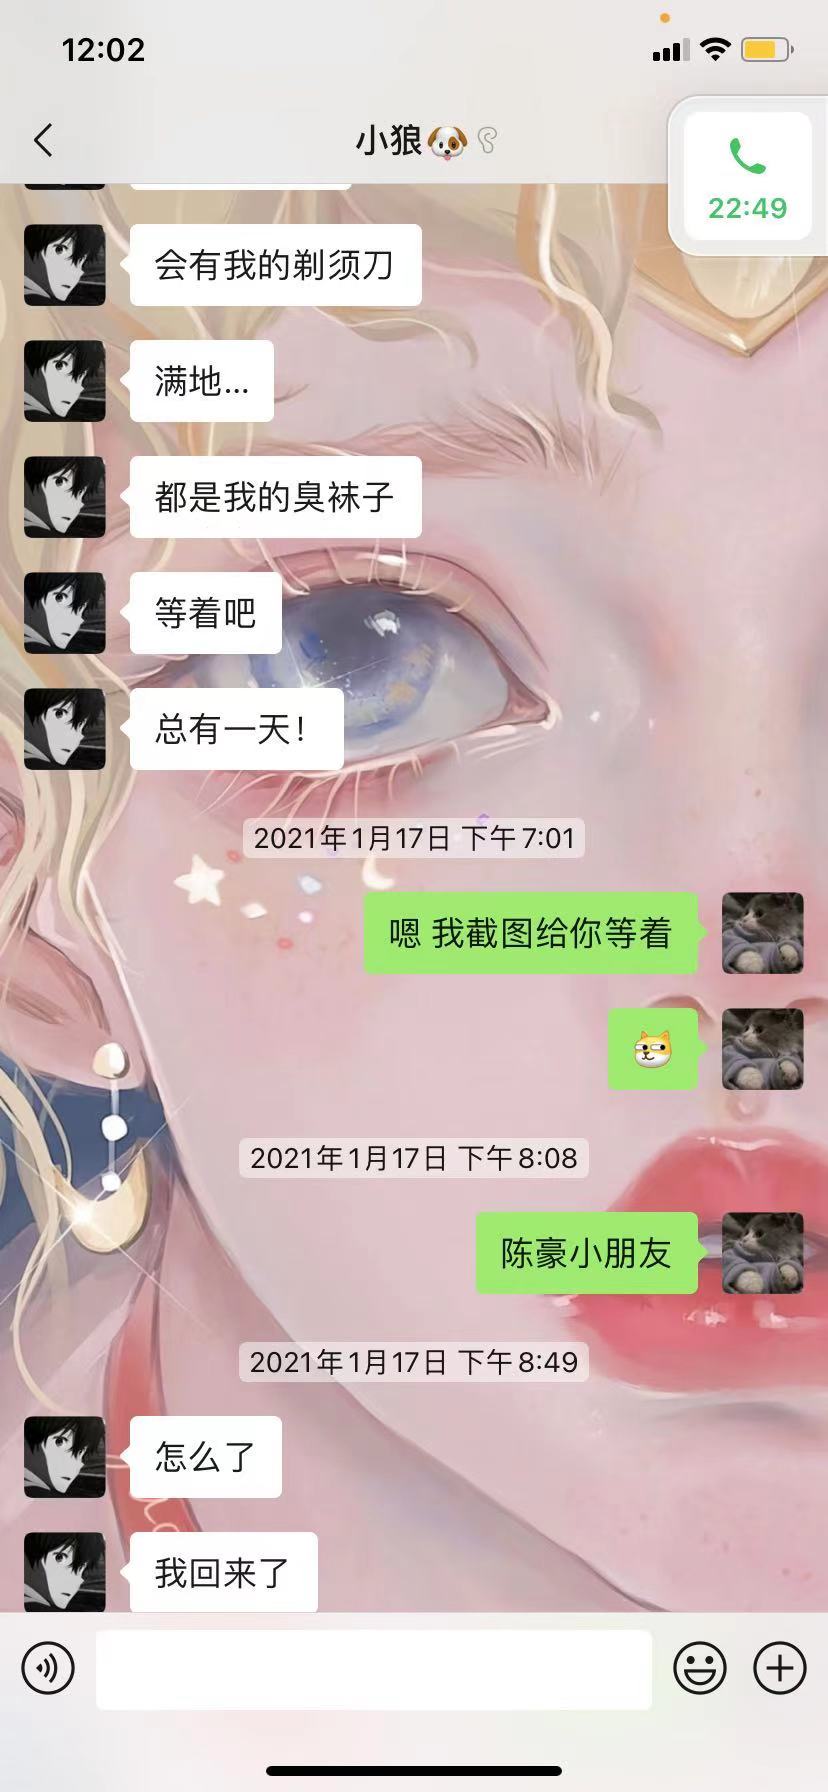 12:02
小狼🐶
22:49
会有我的剃须刀
满地...
都是我的臭袜子
等着吧
总有一天！
2021年1月17日 下午7:01
嗯 我截图给你等着
2021年1月17日 下午8:08
陈豪小朋友
2021年1月17日 下午8:49
怎么了
我回来了